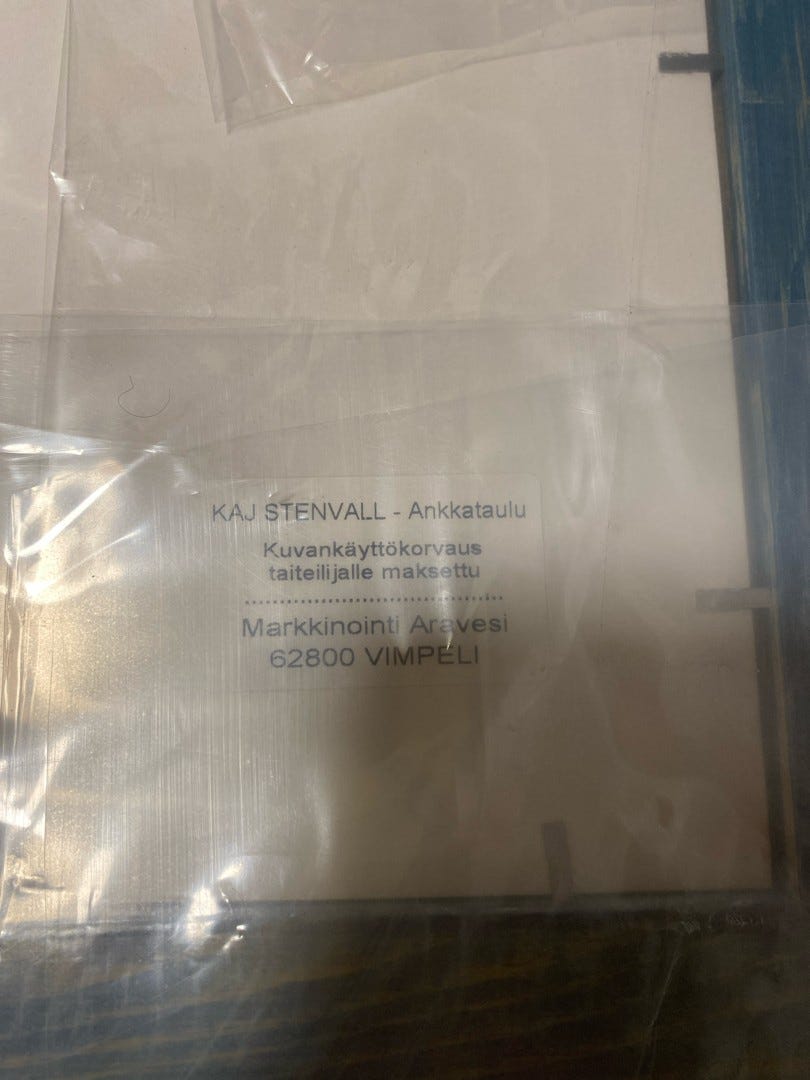 KAJ STENVALL - Ankkataulu
Kuvankäyttökorvaus
taiteilijalle maksettu
Markkinointi Aravesi
62800 VIMPELI